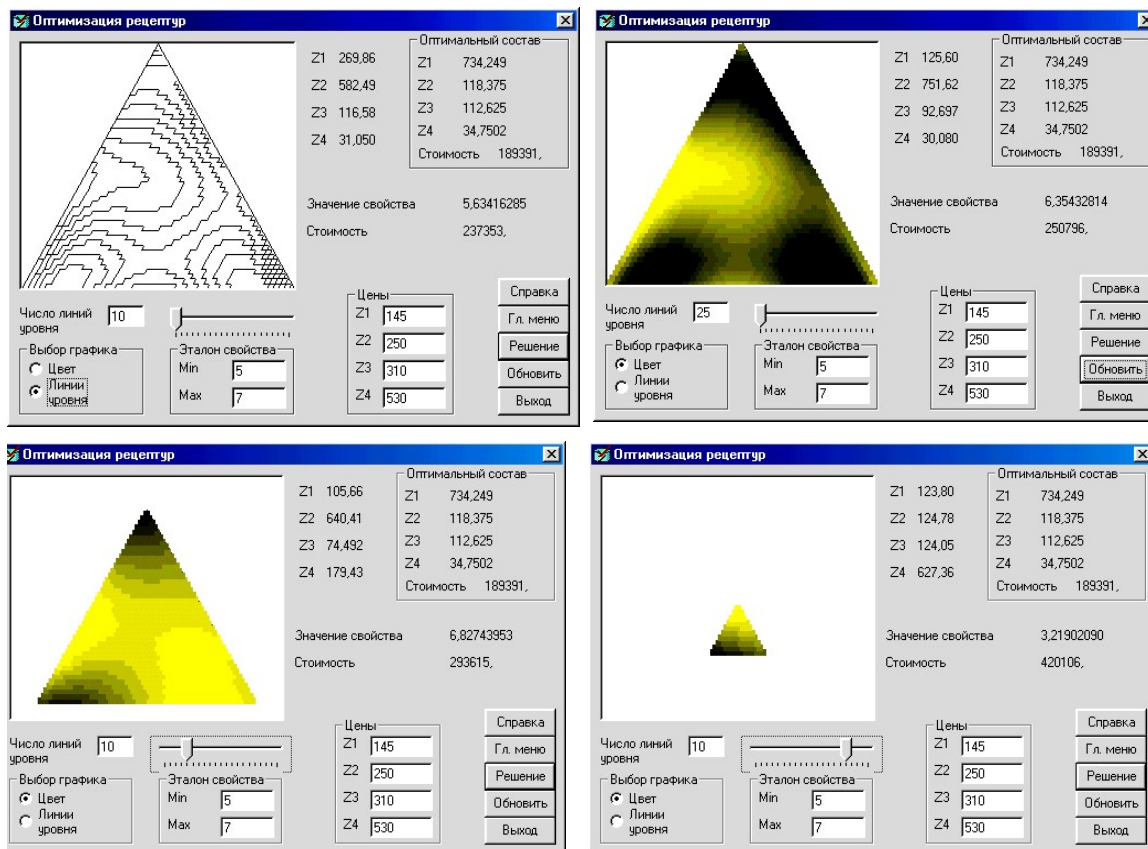 Оптимизация рецептур
Z1 269,86
Z2 582,49
Z3 116,58
Z4 31,050
Оптимальный состав
Z1 734,249
Z2 118,375
Z3 112,625
Z4 34,7502
Стоимость 189391,
Значение свойства 5,63416285
Стоимость 237353,
Число линий уровня 10
Выбор графика
Цвет
Линии уровня
Эталон свойства
Min 5
Max 7
Цены
Z1 145
Z2 250
Z3 310
Z4 530
Справка
Гл. меню
Решение
Обновить
Выход
Оптимизация рецептур
Z1 125,60
Z2 751,62
Z3 92,697
Z4 30,080
Оптимальный состав
Z1 734,249
Z2 118,375
Z3 112,625
Z4 34,7502
Стоимость 189391,
Значение свойства 6,35432814
Стоимость 250796,
Число линий уровня 25
Выбор графика
Цвет
Линии уровня
Эталон свойства
Min 5
Max 7
Цены
Z1 145
Z2 250
Z3 310
Z4 530
Справка
Гл. меню
Решение
Обновить
Выход
Оптимизация рецептур
Z1 105,66
Z2 640,41
Z3 74,492
Z4 179,43
Оптимальный состав
Z1 734,249
Z2 118,375
Z3 112,625
Z4 34,7502
Стоимость 189391,
Значение свойства 6,82743953
Стоимость 293615,
Число линий уровня 10
Выбор графика
Цвет
Линии уровня
Эталон свойства
Min 5
Max 7
Цены
Z1 145
Z2 250
Z3 310
Z4 530
Справка
Гл. меню
Решение
Обновить
Выход
Оптимизация рецептур
Z1 123,80
Z2 124,78
Z3 124,05
Z4 627,36
Оптимальный состав
Z1 734,249
Z2 118,375
Z3 112,625
Z4 34,7502
Стоимость 189391,
Значение свойства 3,21902090
Стоимость 420106,
Число линий уровня 10
Выбор графика
Цвет
Линии уровня
Эталон свойства
Min 5
Max 7
Цены
Z1 145
Z2 250
Z3 310
Z4 530
Справка
Гл. меню
Решение
Обновить
Выход